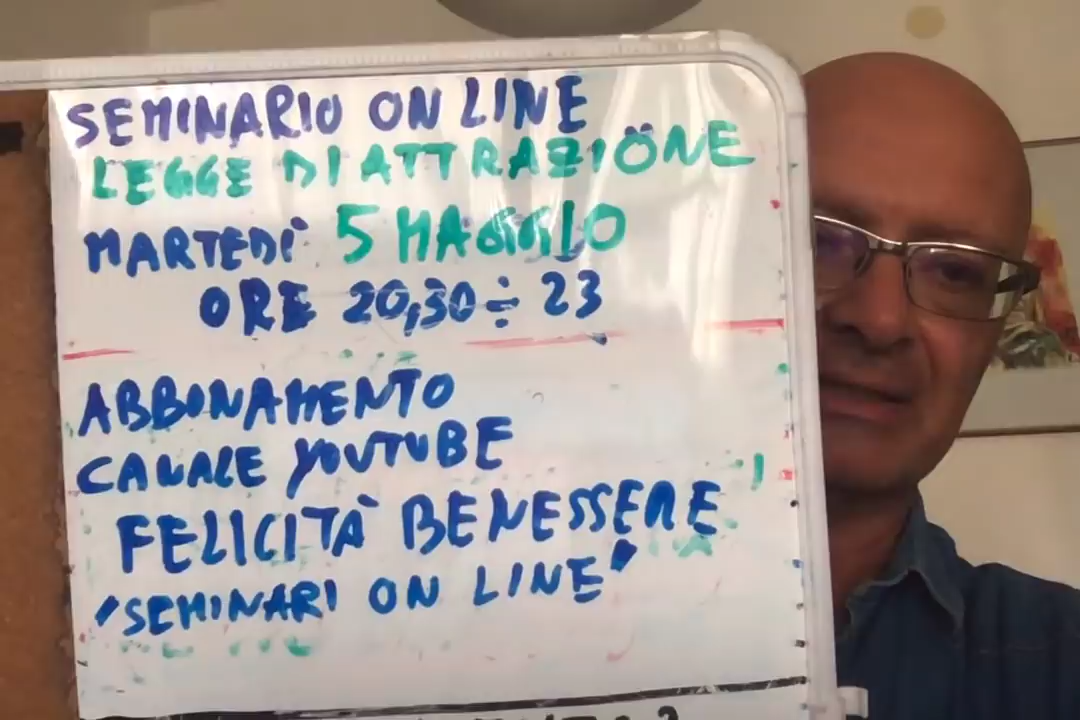 SEMINARIO ON LINE
LEGGE DI ATTRAZIONE
MARTEDÌ 5 MAGGIO
ORE 20,30÷23
ABBONAMENTO
CANALE YOUTUBE
FELICITÀ BENESSERE
"SEMINARI ON LINE"